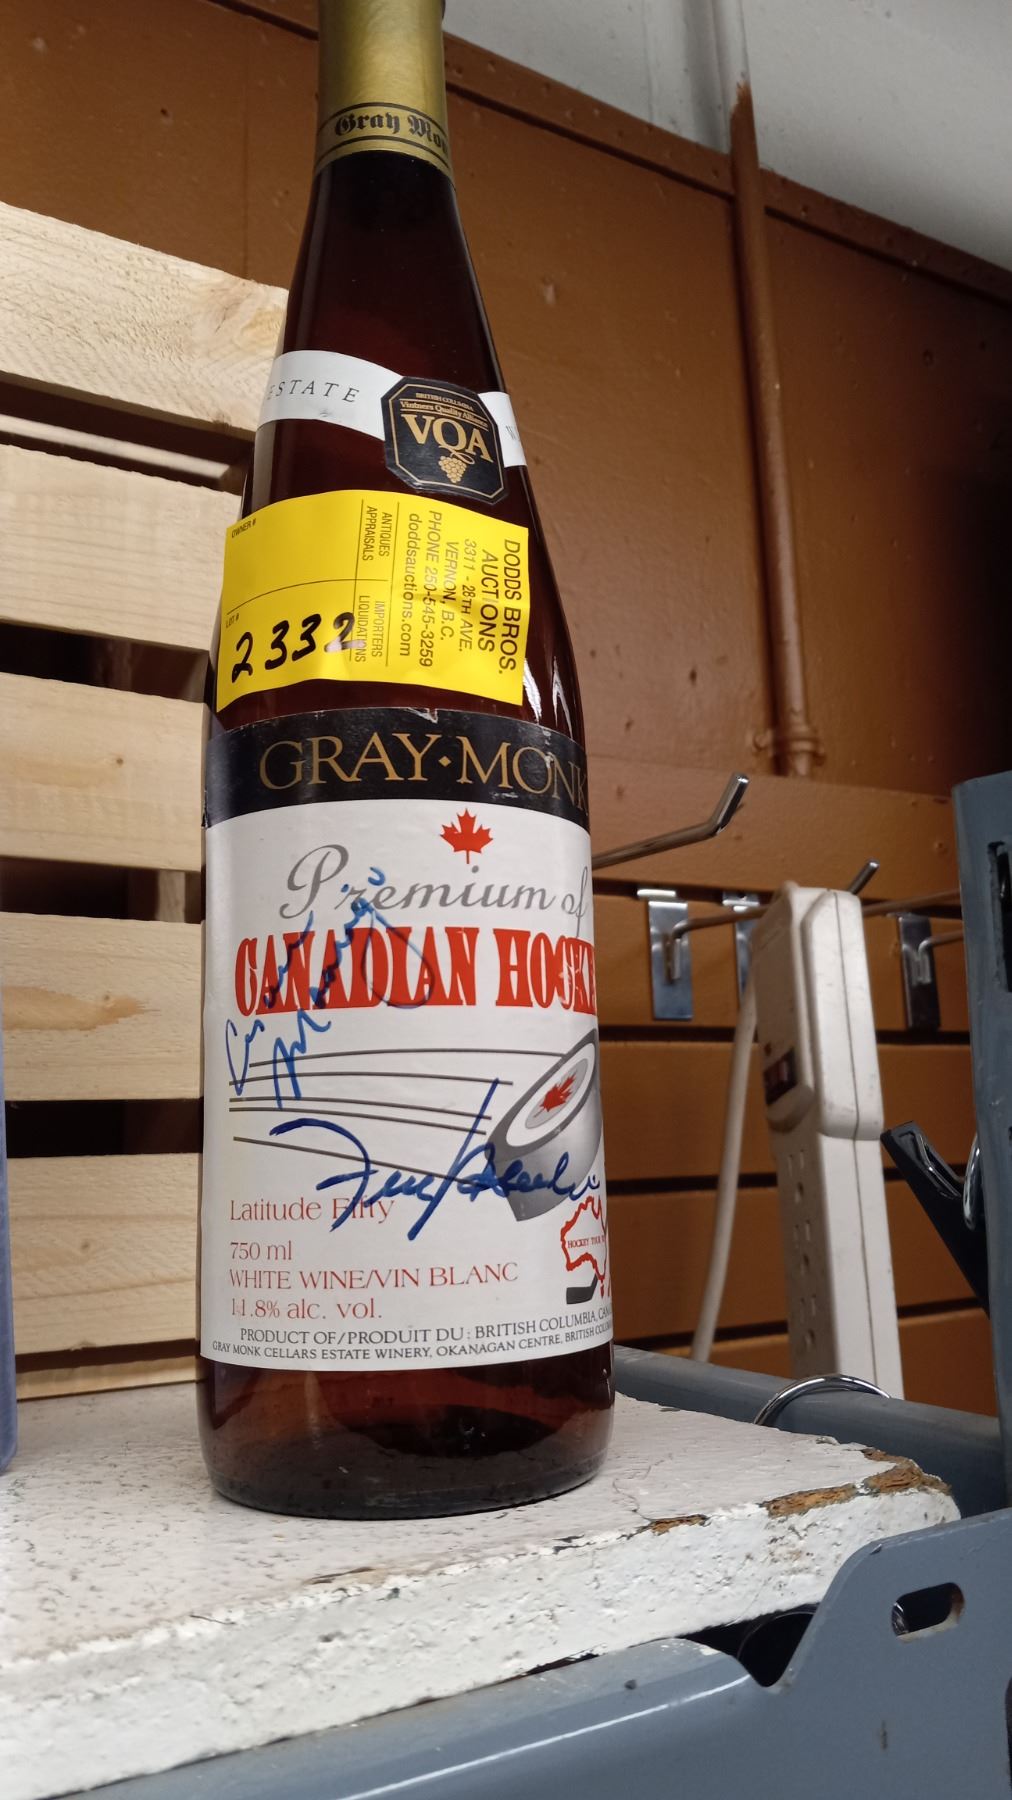 Gray Mo
ESTATE
BRITISH COLUMBIA
Vintners Quality Alliance
VQA
OWNER #
LOT #
2332
ANTIQUES
APPRAISALS
IMPORTERS
LIQUIDATIONS
DODDS BROS.
AUCTIONS
3311 - 28TH AVE.
VERNON, B.C.
PHONE 250-545-3259
doddsauctions.com
GRAY·MONK
Premium of
CANADIAN HOCKE
Latitude Fifty
750 ml
WHITE WINE/VIN BLANC
11.8% alc. vol.
HOCKEY TOUR
PRODUCT OF/PRODUIT DU: BRITISH COLUMBIA, CAN
GRAY MONK CELLARS ESTATE WINERY, OKANAGAN CENTRE, BRITISH COLU